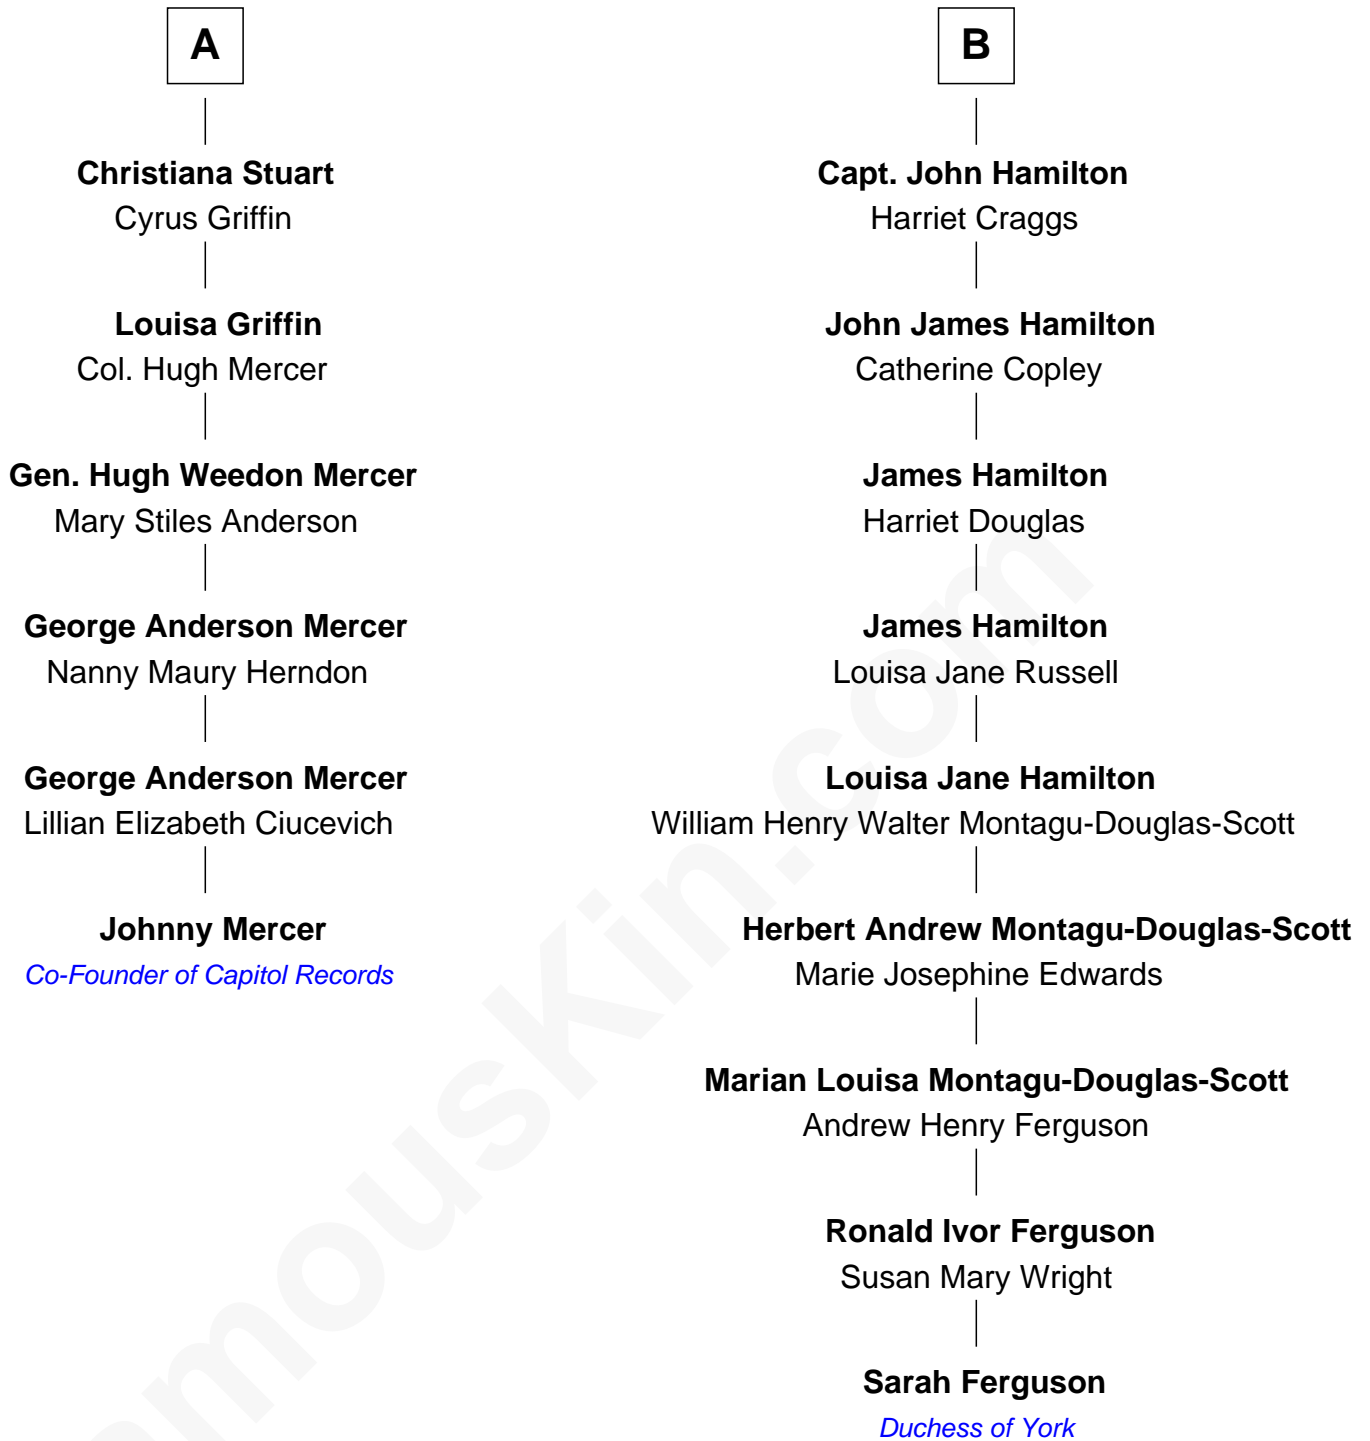 A
Christiana Stuart
Cyrus Griffin
Louisa Griffin
Col. Hugh Mercer
Gen. Hugh Weedon Mercer
Mary Stiles Anderson
George Anderson Mercer
Nanny Maury Herndon
George Anderson Mercer
Lillian Elizabeth Ciucevich
Johnny Mercer
Co-Founder of Capitol Records
B
Capt. John Hamilton
Harriet Craggs
John James Hamilton
Catherine Copley
James Hamilton
Harriet Douglas
James Hamilton
Louisa Jane Russell
Louisa Jane Hamilton
William Henry Walter Montagu-Douglas-Scott
Herbert Andrew Montagu-Douglas-Scott
Marie Josephine Edwards
Marian Louisa Montagu-Douglas-Scott
Andrew Henry Ferguson
Ronald Ivor Ferguson
Susan Mary Wright
Sarah Ferguson
Duchess of York
amousKin.com